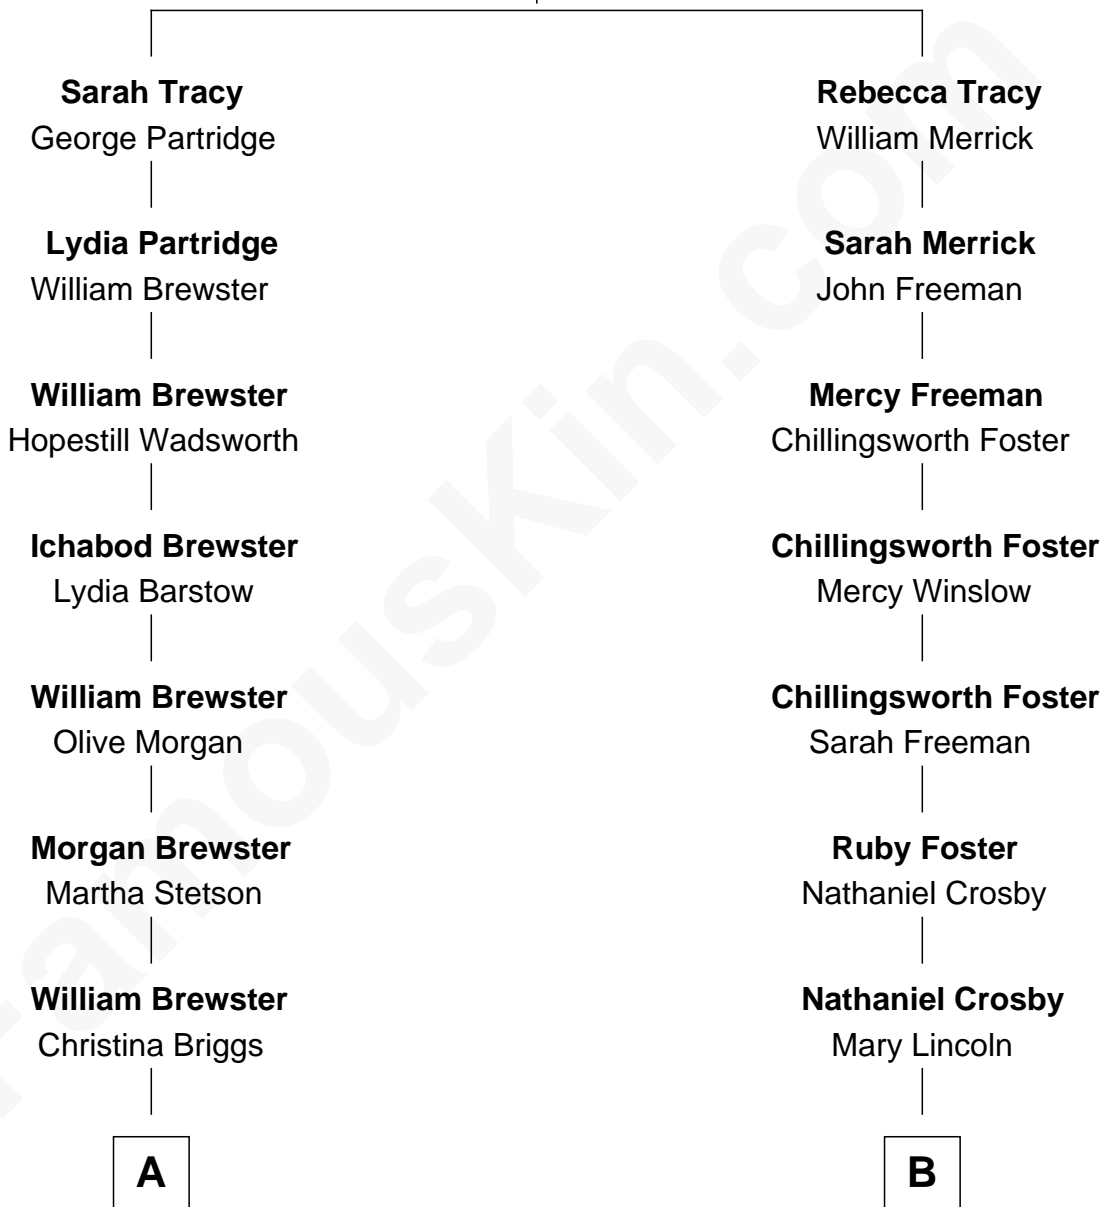 Sarah Tracy
George Partridge
Lydia Partridge
William Brewster
William Brewster
Hopestill Wadsworth
Ichabod Brewster
Lydia Barstow
William Brewster
Olive Morgan
Morgan Brewster
Martha Stetson
William Brewster
Christina Briggs
A
Rebecca Tracy
William Merrick
Sarah Merrick
John Freeman
Mercy Freeman
Chillingsworth Foster
Chillingsworth Foster
Mercy Winslow
Chillingsworth Foster
Sarah Freeman
Ruby Foster
Nathaniel Crosby
Nathaniel Crosby
Mary Lincoln
B
FamousKin.com